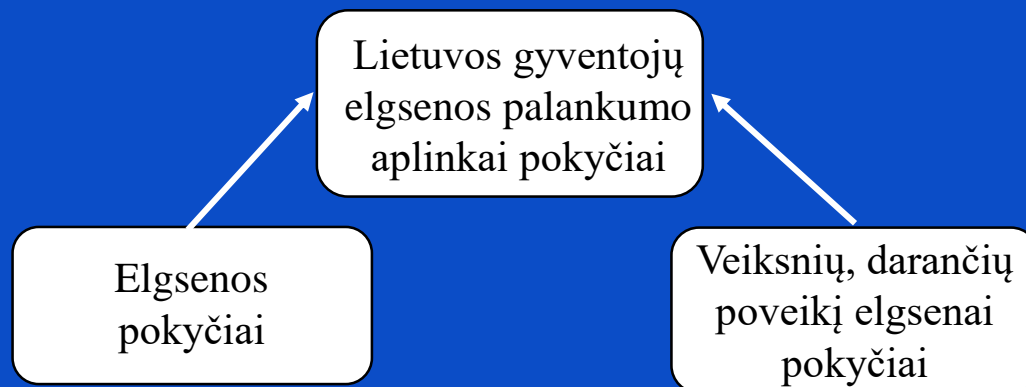 Lietuvos gyventojų
elgsenos palankumo
aplinkai pokyčiai
Elgsenos
pokyčiai
Veiksnių, darančių
poveikį elgsenai
pokyčiai